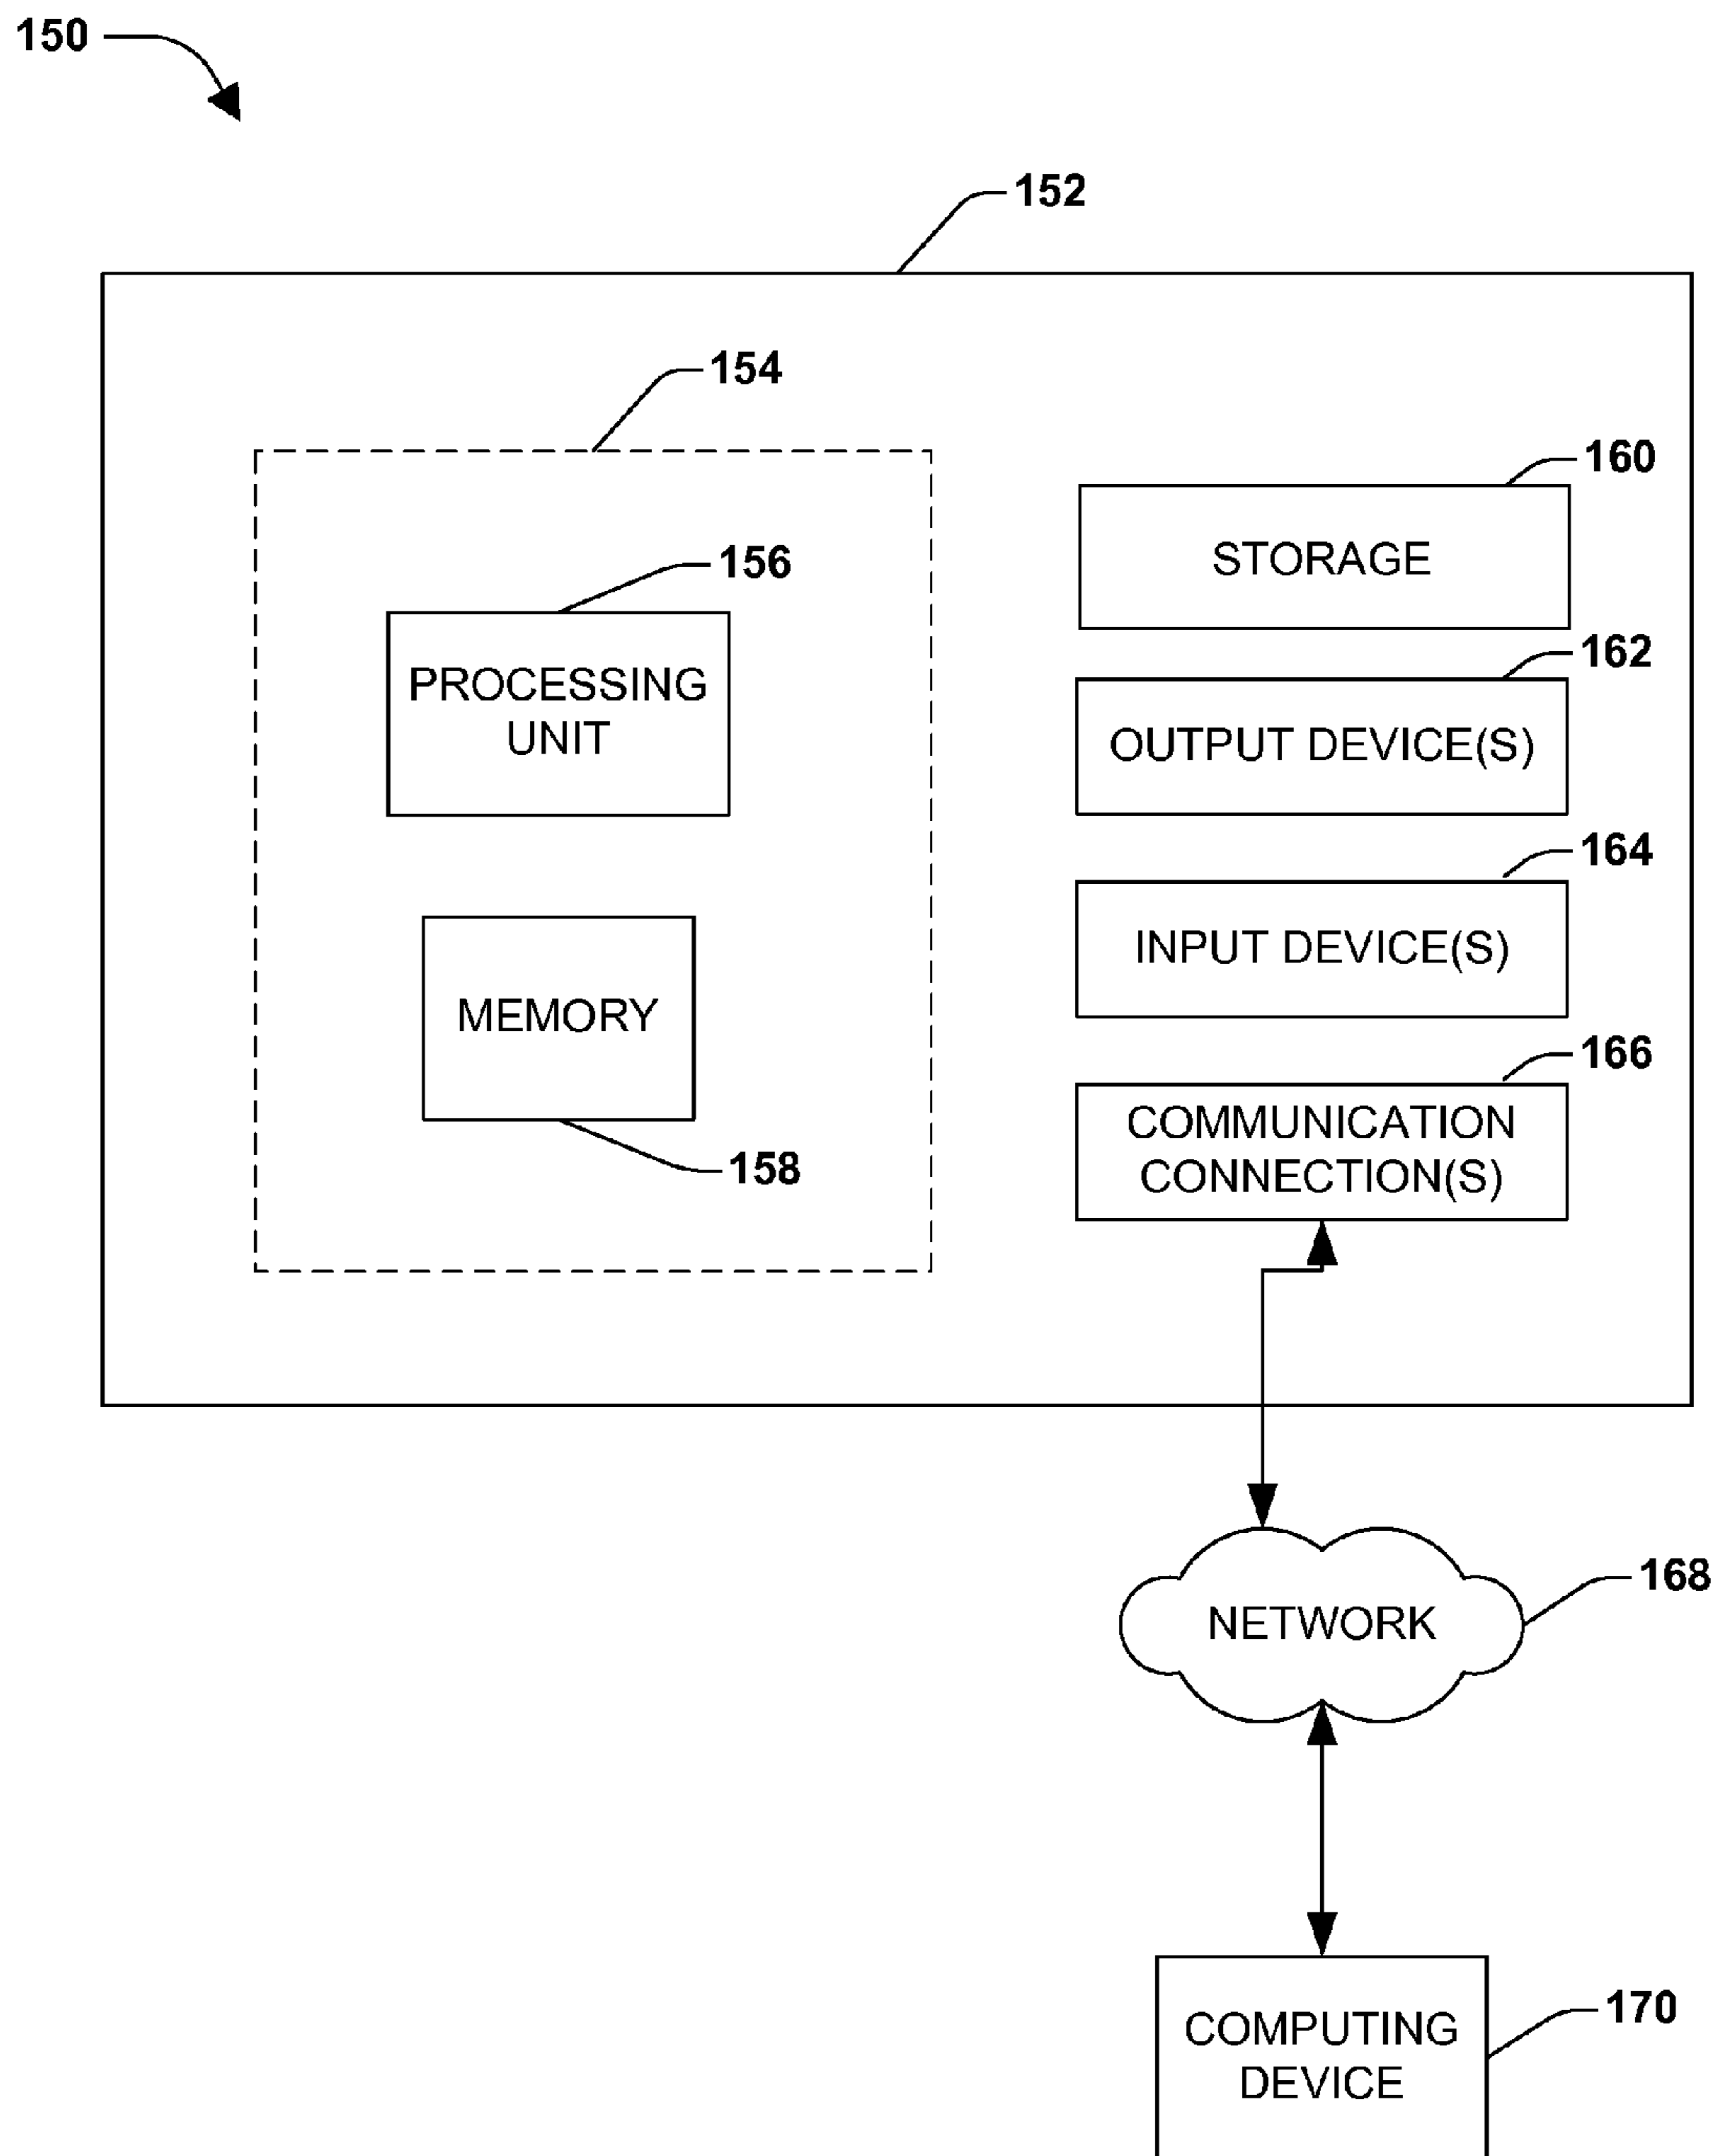 150
152
154
160
STORAGE
156
PROCESSING
UNIT
162
OUTPUT DEVICE(S)
164
INPUT DEVICE(S)
MEMORY
158
166
COMMUNICATION
CONNECTION(S)
168
NETWORK
170
COMPUTING
DEVICE